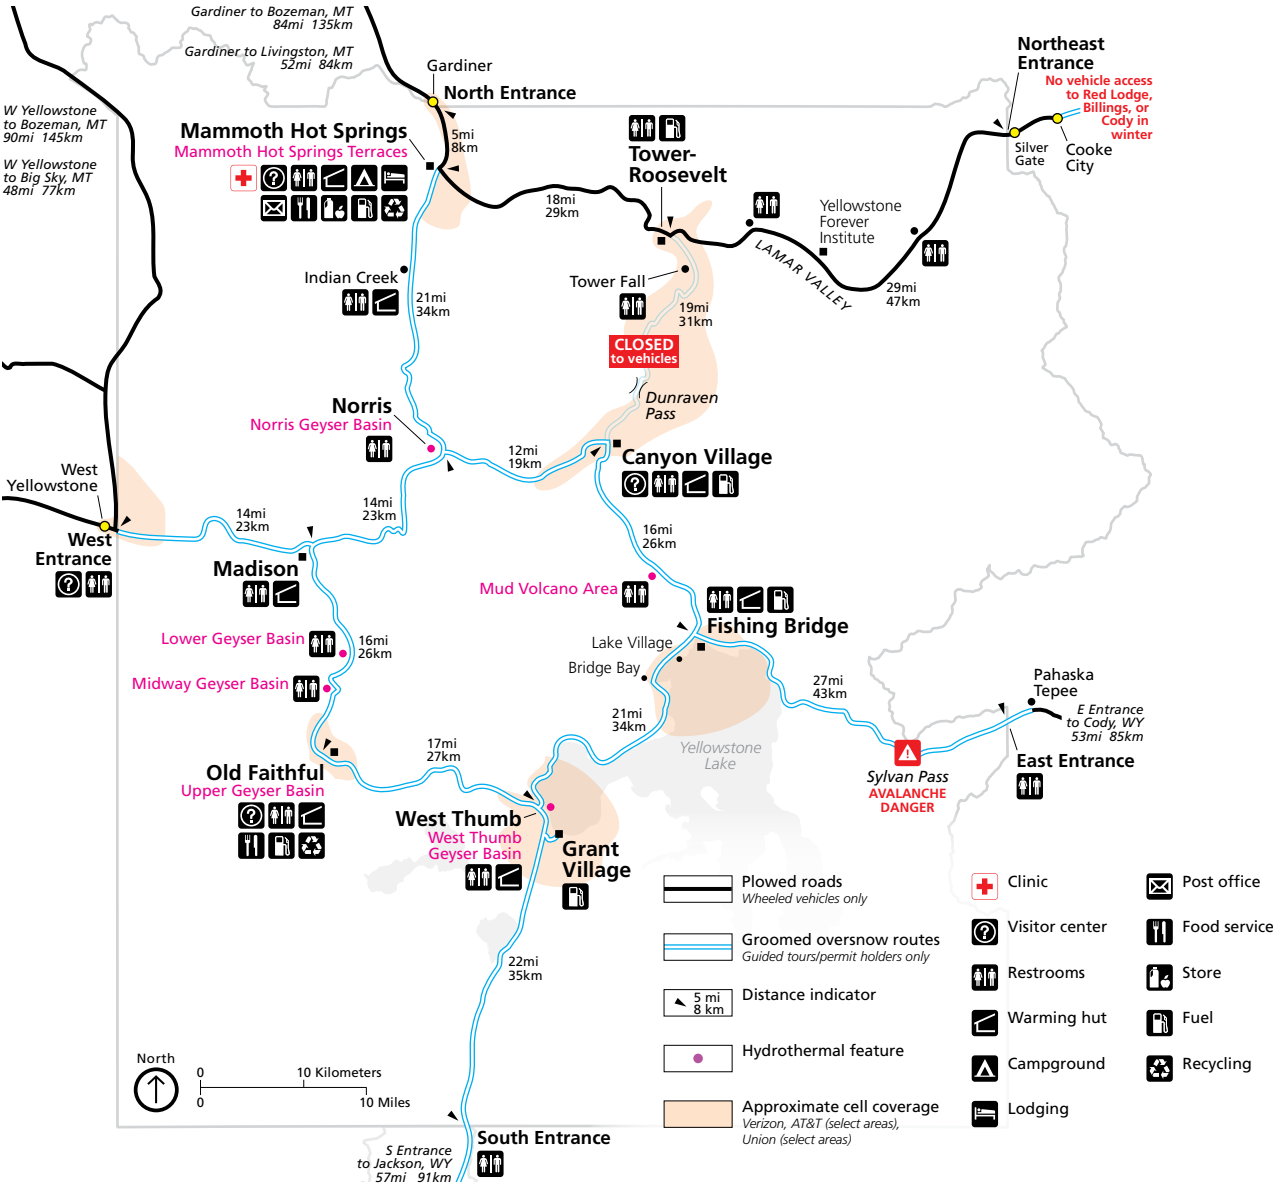 Gardiner to Bozeman, MT
84mi 135km
Gardiner to Livingston, MT
52mi 84km
Gardiner
North Entrance
Northeast
Entrance
No vehicle access
to Red Lodge,
Billings, or
Cody in
winter
Silver
Gate
Cooke
City
W Yellowstone
to Bozeman, MT
90mi 145km
W Yellowstone
to Big Sky, MT
48mi 77km
Mammoth Hot Springs
Mammoth Hot Springs Terraces
5mi
8km
Tower-
Roosevelt
18mi
29km
Yellowstone
Forever
Institute
LAMAR VALLEY
29mi
47km
Indian Creek
21mi
34km
Tower Fall
19mi
31km
CLOSED
to vehicles
Dunraven
Pass
Norris
Norris Geyser Basin
12mi
19km
Canyon Village
West
Yellowstone
West
Entrance
14mi
23km
14mi
23km
Madison
16mi
26km
Mud Volcano Area
Fishing Bridge
Lake Village
Bridge Bay
Lower Geyser Basin
16mi
26km
Midway Geyser Basin
27mi
43km
Pahaska
Tepee
E Entrance
to Cody, WY
53mi 85km
East Entrance
21mi
34km
Yellowstone
Lake
Sylvan Pass
AVALANCHE
DANGER
17mi
27km
Old Faithful
Upper Geyser Basin
West Thumb
West Thumb
Geyser Basin
Grant
Village
22mi
35km
South Entrance
S Entrance
to Jackson, WY
57mi 91km
North
0
10 Kilometers
0
10 Miles
Plowed roads
Wheeled vehicles only
Groomed oversnow routes
Guided tours/permit holders only
5 mi
8 km
Distance indicator
Hydrothermal feature
Approximate cell coverage
Verizon, AT&T (select areas),
Union (select areas)
Clinic
Visitor center
Restrooms
Warming hut
Campground
Lodging
Post office
Food service
Store
Fuel
Recycling